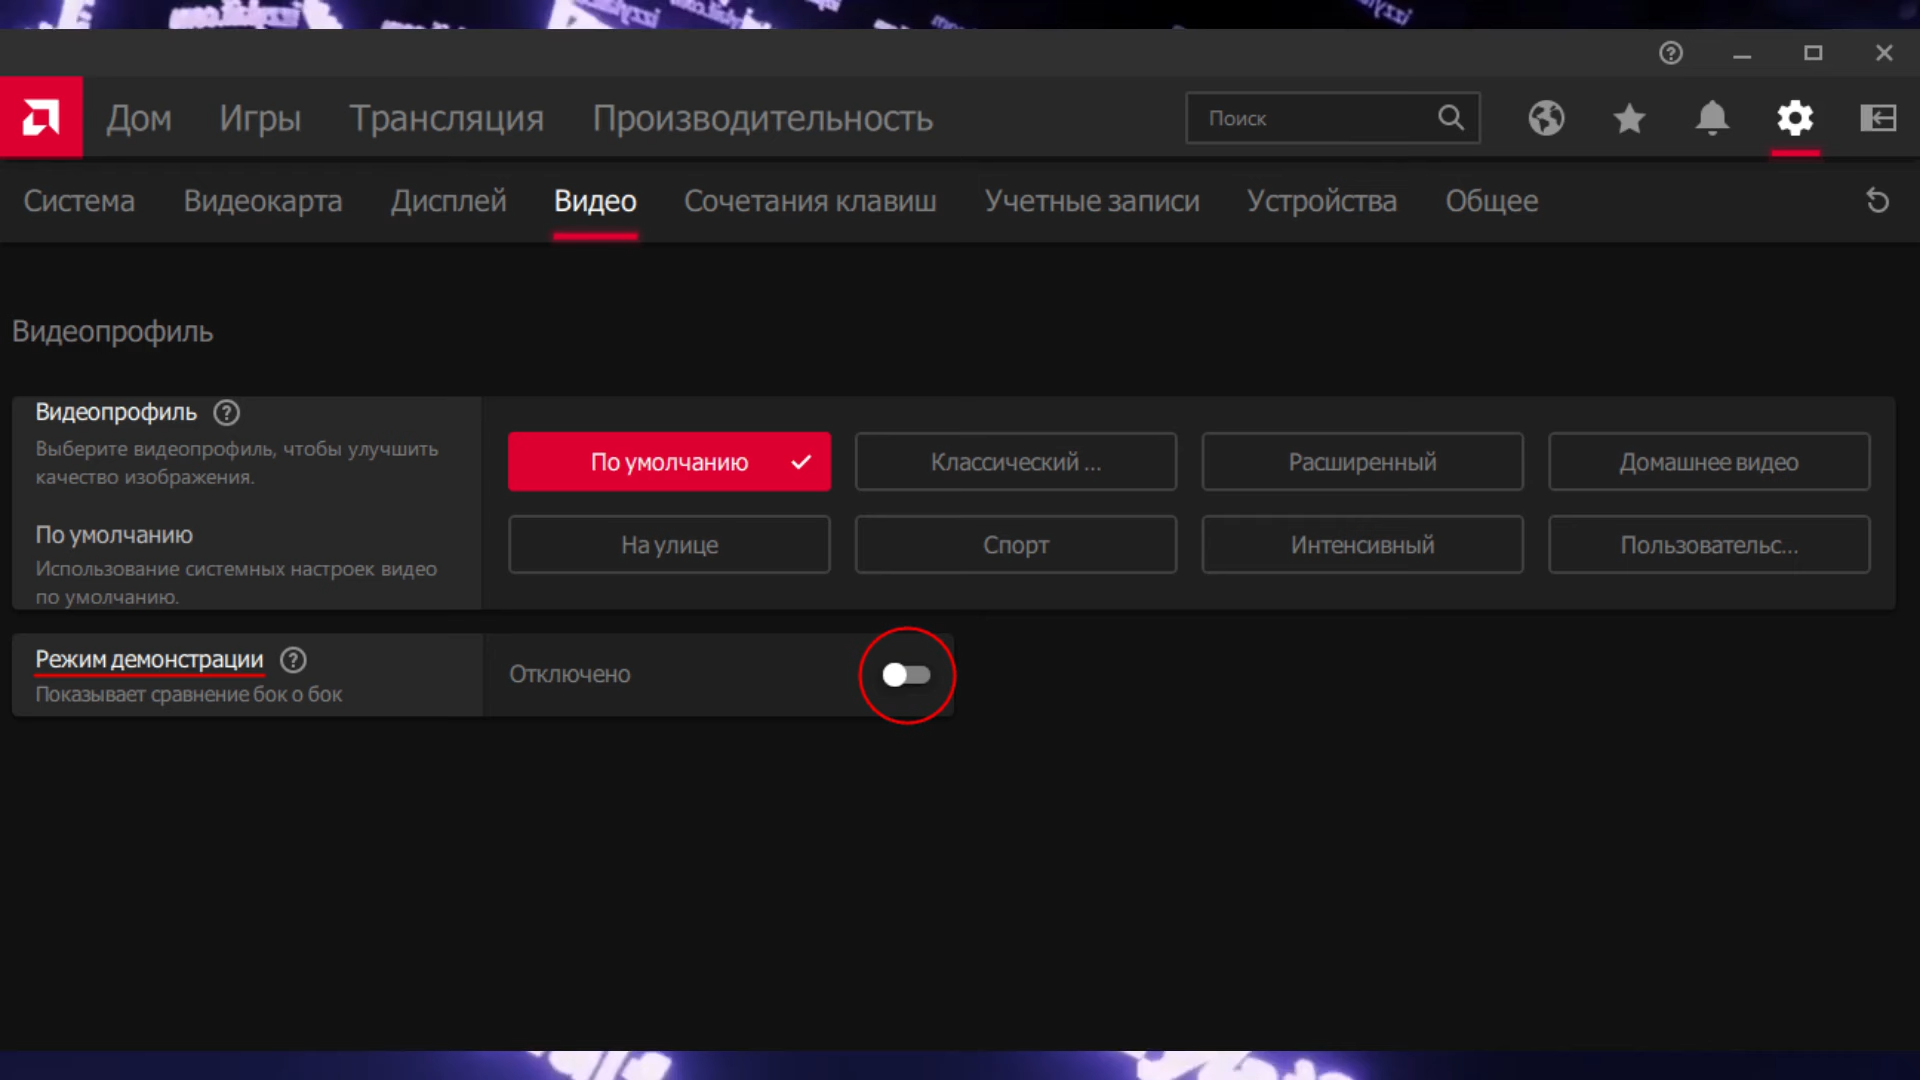 Дом Игры Трансляция Производительность Поиск
Система Видеокарта Дисплей Видео Сочетания клавиш Учетные записи Устройства Общее
Видеопрофиль
Видеопрофиль
Выберите видеопрофиль, чтобы улучшить
качество изображения.
По умолчанию
Использование системных настроек видео
по умолчанию.
По умолчанию Классический ... Расширенный Домашнее видео
На улице Спорт Интенсивный Пользовательс...
Режим демонстрации
Показывает сравнение бок о бок
Отключено